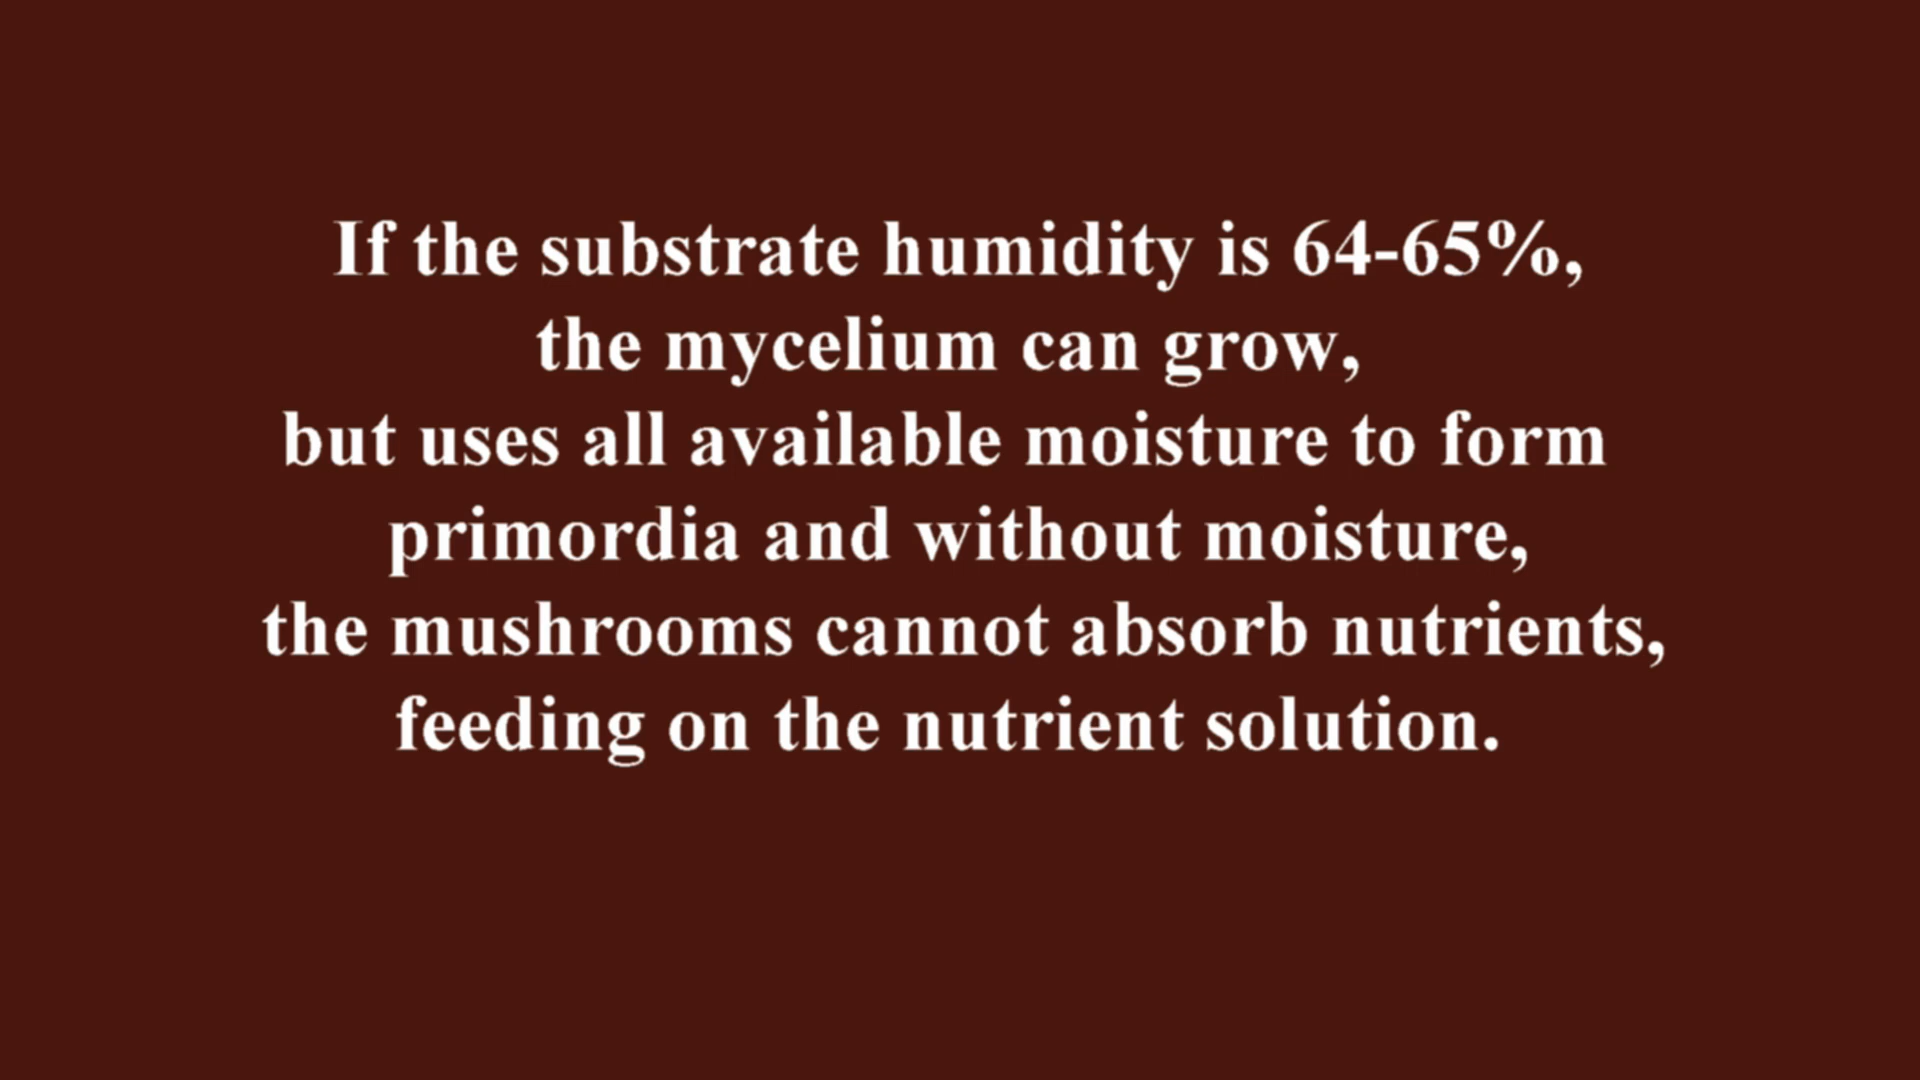 If the substrate humidity is 64-65%,
the mycelium can grow,
but uses all available moisture to form
primordia and without moisture,
the mushrooms cannot absorb nutrients,
feeding on the nutrient solution.